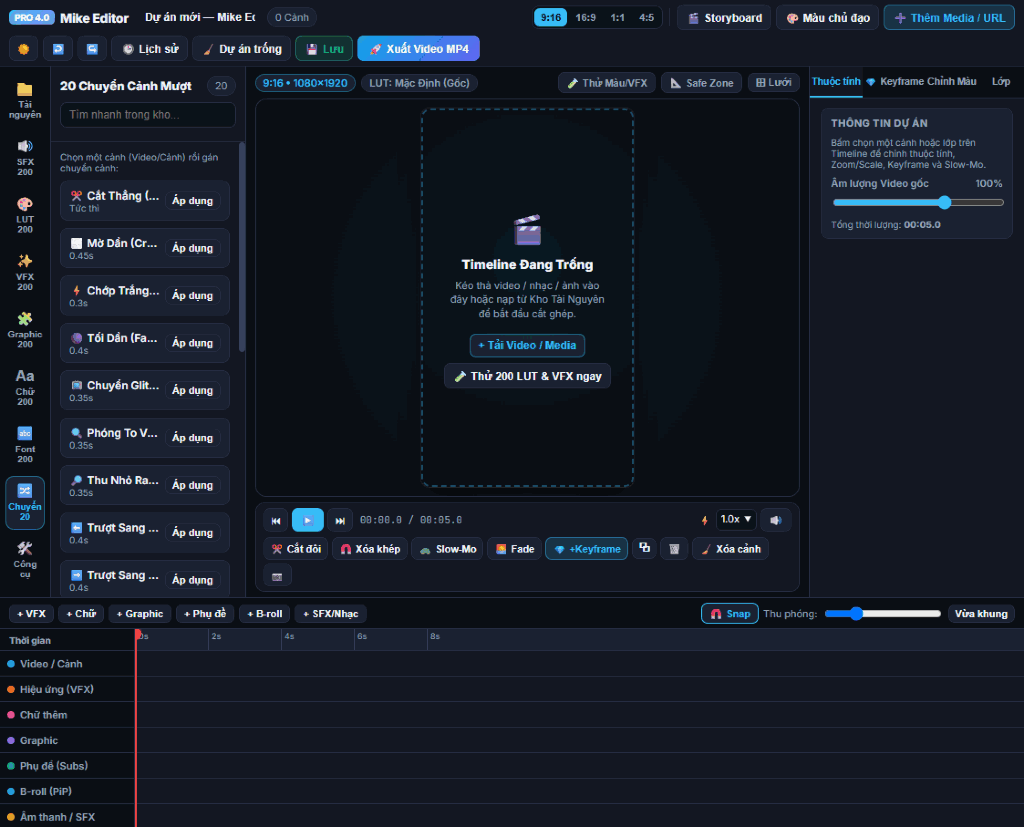 PRO 4.0 Mike Editor Dự án mới — Mike Ec 0 Cảnh 9:16 16:9 1:1 4:5 Storyboard Màu chủ đạo Thêm Media / URL
Lịch sử Dự án trống Lưu Xuất Video MP4
Tài nguyên
SFX 200
LUT 200
VFX 200
Graphic 200
Aa Chữ 200
abc Font 200
Chuyển 20
Công cụ
20 Chuyển Cảnh Mượt 20
Tìm nhanh trong kho...
Chọn một cảnh (Video/Cảnh) rồi gán
chuyển cảnh:
Cắt Thẳng (... Áp dụng
Tức thì
Mờ Dần (Cr... Áp dụng
0.45s
Chớp Trắng... Áp dụng
0.3s
Tối Dần (Fa... Áp dụng
0.4s
Chuyển Glit... Áp dụng
0.35s
Phóng To V... Áp dụng
0.35s
Thu Nhỏ Ra... Áp dụng
0.35s
Trượt Sang ... Áp dụng
0.4s
Trượt Sang ... Áp dụng
0.4s
9:16 • 1080×1920 LUT: Mặc Định (Gốc) Thử Màu/VFX Safe Zone Lưới
Timeline Đang Trống
Kéo thả video / nhạc / ảnh vào
đây hoặc nạp từ Kho Tài Nguyên
để bắt đầu cắt ghép.
+ Tải Video / Media
Thử 200 LUT & VFX ngay
00:00.0 / 00:05.0 1.0x
Cắt đôi Xóa khép Slow-Mo Fade +Keyframe Xóa cảnh
Thuộc tính Keyframe Chỉnh Màu Lớp
THÔNG TIN DỰ ÁN
Bấm chọn một cảnh hoặc lớp trên
Timeline để chỉnh thuộc tính,
Zoom/Scale, Keyframe và Slow-Mo.
Âm lượng Video gốc 100%
Tổng thời lượng: 00:05.0
+ VFX + Chữ + Graphic + Phụ đề + B-roll + SFX/Nhạc Snap Thu phóng: Vừa khung
Thời gian 0s 2s 4s 6s 8s
Video / Cảnh
Hiệu ứng (VFX)
Chữ thêm
Graphic
Phụ đề (Subs)
B-roll (PiP)
Âm thanh / SFX